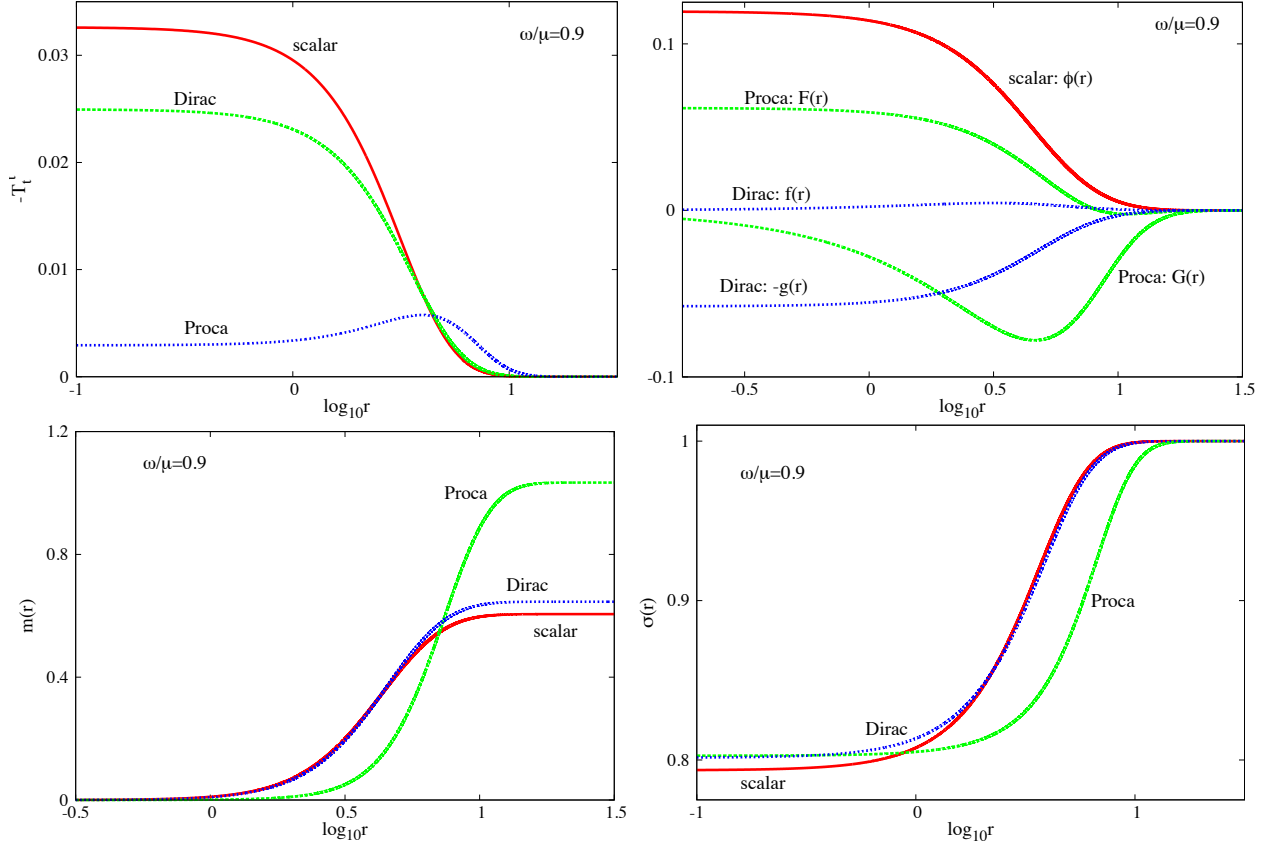 0.03
0.02
0.01
0
-T_t^t
ω/μ=0.9
scalar
Dirac
Proca
-1
0
1
log₁₀r
0.1
0
-0.1
ω/μ=0.9
scalar: ϕ(r)
Proca: F(r)
Dirac: f(r)
Dirac: -g(r)
Proca: G(r)
-0.5
0
0.5
1
1.5
log₁₀r
1.2
0.8
0.4
0
m(r)
ω/μ=0.9
Proca
Dirac
scalar
-0.5
0
0.5
1
1.5
log₁₀r
1
0.9
0.8
σ(r)
ω/μ=0.9
Proca
Dirac
scalar
-1
0
1
log₁₀r